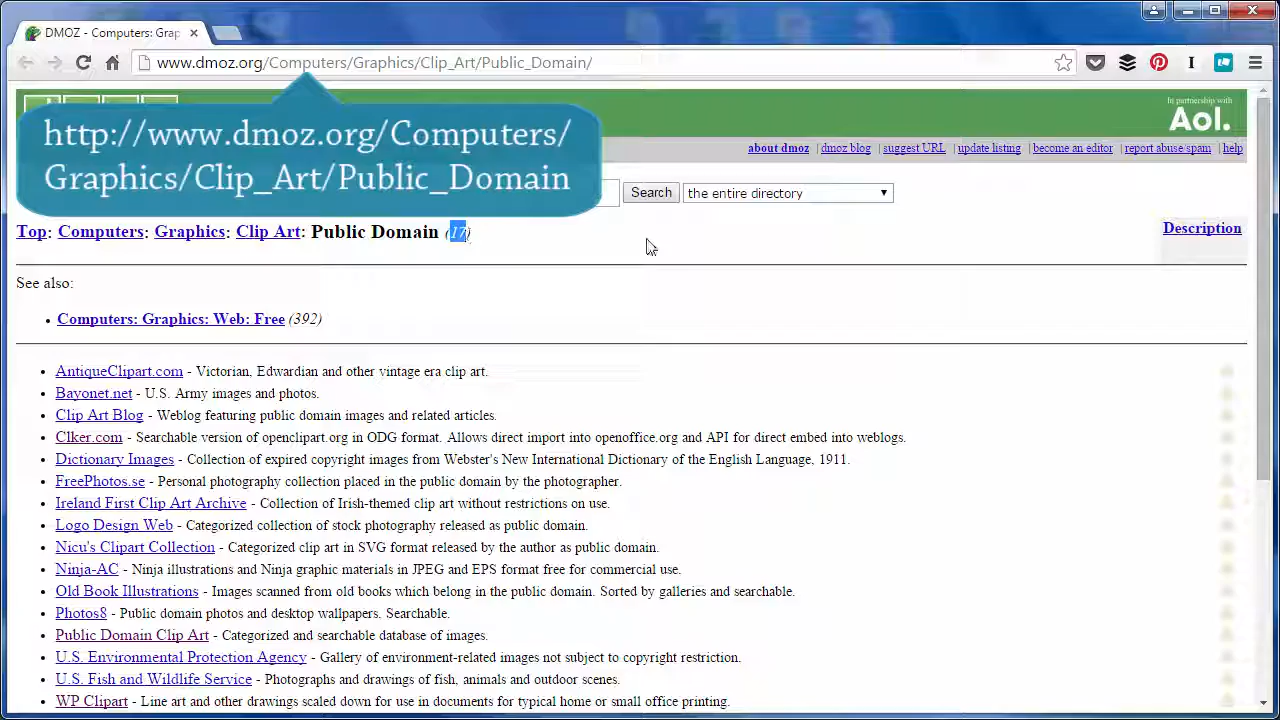 DMOZ - Computers: Grap
www.dmoz.org/Computers/Graphics/Clip_Art/Public_Domain/
http://www.dmoz.org/Computers/
Graphics/Clip_Art/Public_Domain
In partnership with
Aol.
about dmoz | dmoz blog | suggest URL | update listing | become an editor | report abuse/spam | help
Search the entire directory
Top: Computers: Graphics: Clip Art: Public Domain (17)
Description
See also:
• Computers: Graphics: Web: Free (392)
• AntiqueClipart.com - Victorian, Edwardian and other vintage era clip art.
• Bayonet.net - U.S. Army images and photos.
• Clip Art Blog - Weblog featuring public domain images and related articles.
• Clker.com - Searchable version of openclipart.org in ODG format. Allows direct import into openoffice.org and API for direct embed into weblogs.
• Dictionary Images - Collection of expired copyright images from Webster's New International Dictionary of the English Language, 1911.
• FreePhotos.se - Personal photography collection placed in the public domain by the photographer.
• Ireland First Clip Art Archive - Collection of Irish-themed clip art without restrictions on use.
• Logo Design Web - Categorized collection of stock photography released as public domain.
• Nicu's Clipart Collection - Categorized clip art in SVG format released by the author as public domain.
• Ninja-AC - Ninja illustrations and Ninja graphic materials in JPEG and EPS format free for commercial use.
• Old Book Illustrations - Images scanned from old books which belong in the public domain. Sorted by galleries and searchable.
• Photos8 - Public domain photos and desktop wallpapers. Searchable.
• Public Domain Clip Art - Categorized and searchable database of images.
• U.S. Environmental Protection Agency - Gallery of environment-related images not subject to copyright restriction.
• U.S. Fish and Wildlife Service - Photographs and drawings of fish, animals and outdoor scenes.
• WP Clipart - Line art and other drawings scaled down for use in documents for typical home or small office printing.